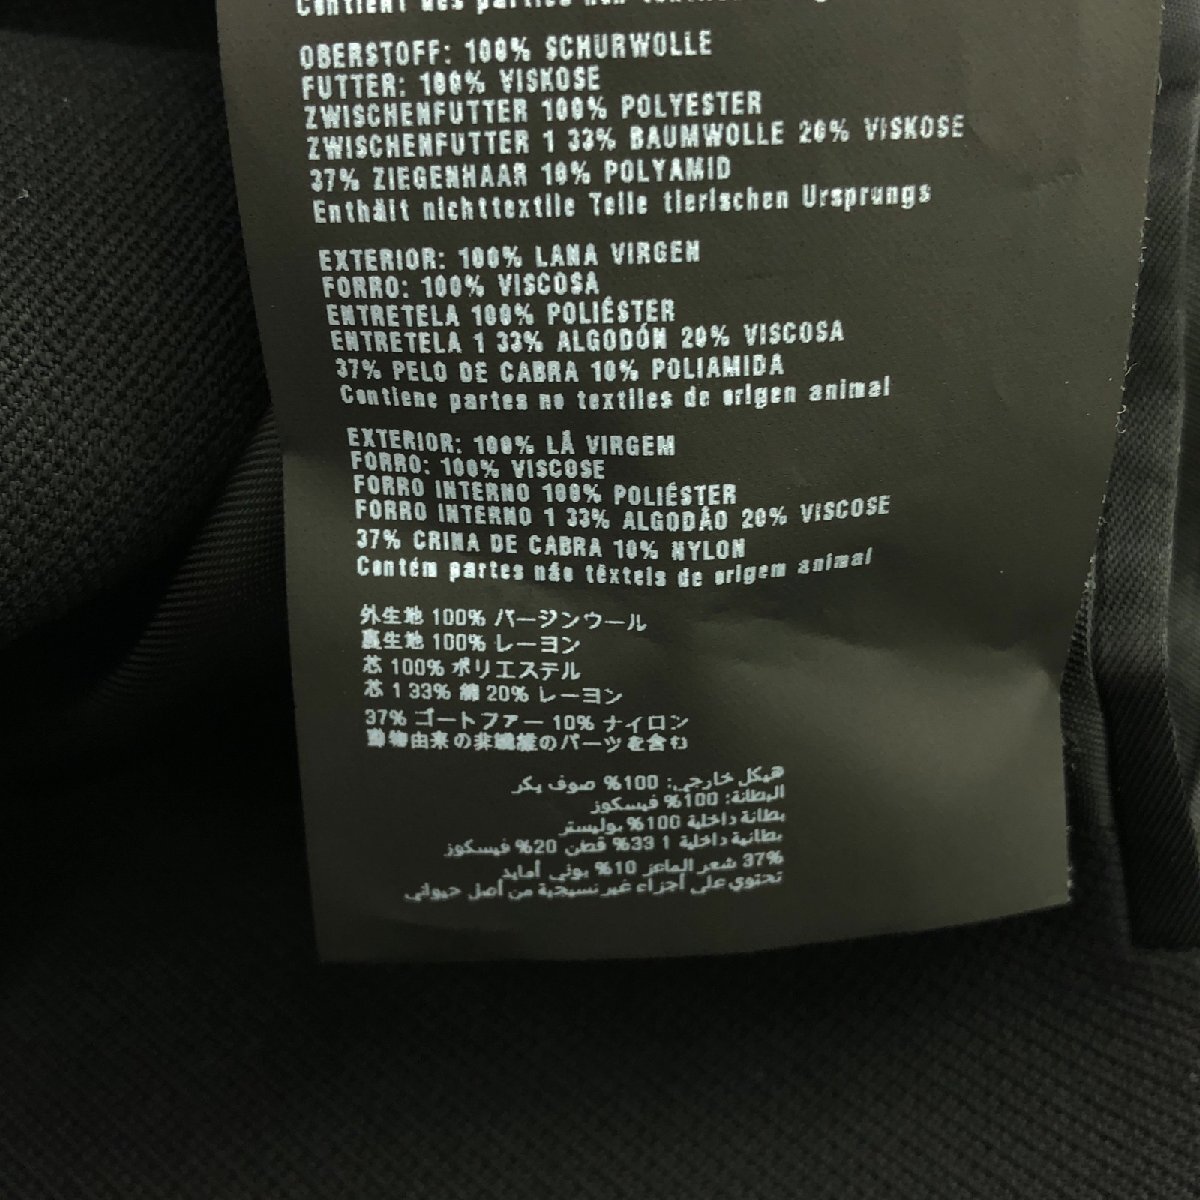 Contient des parties non textiles
OBERSTOFF: 100% SCHURWOLLE
FUTTER: 100% VISKOSE
ZWISCHENFUTTER 100% POLYESTER
ZWISCHENFUTTER 1 33% BAUMWOLLE 20% VISKOSE
37% ZIEGENHAAR 10% POLYAMID
Enthält nichttextile Teile tierischen Ursprungs
EXTERIOR: 100% LANA VIRGEN
FORRO: 100% VISCOSA
ENTRETELA 100% POLIÉSTER
ENTRETELA 1 33% ALGODÓN 20% VISCOSA
37% PELO DE CABRA 10% POLIAMIDA
Contiene partes no textiles de origen animal
EXTERIOR: 100% LÃ VIRGEM
FORRO: 100% VISCOSE
FORRO INTERNO 100% POLIÉSTER
FORRO INTERNO 1 33% ALGODÃO 20% VISCOSE
37% CRINA DE CABRA 10% NYLON
Contém partes não têxteis de origem animal
外生地 100% バージンウール
裏生地 100% レーヨン
芯 100% ポリエステル
芯 1 33% 綿 20% レーヨン
37% ゴートファー 10% ナイロン
動物由来の非繊維のパーツを含む
هيكل خارجي: 100% صوف بكر
البطانة: 100% فيسكوز
بطانة داخلية 100% بوليستر
بطانية داخلية 1 33% قطن 20% فيسكوز
37% شعر الماعز 10% بوني أمايد
تحتوي على أجزاء غير نسيجية من أصل حيواني